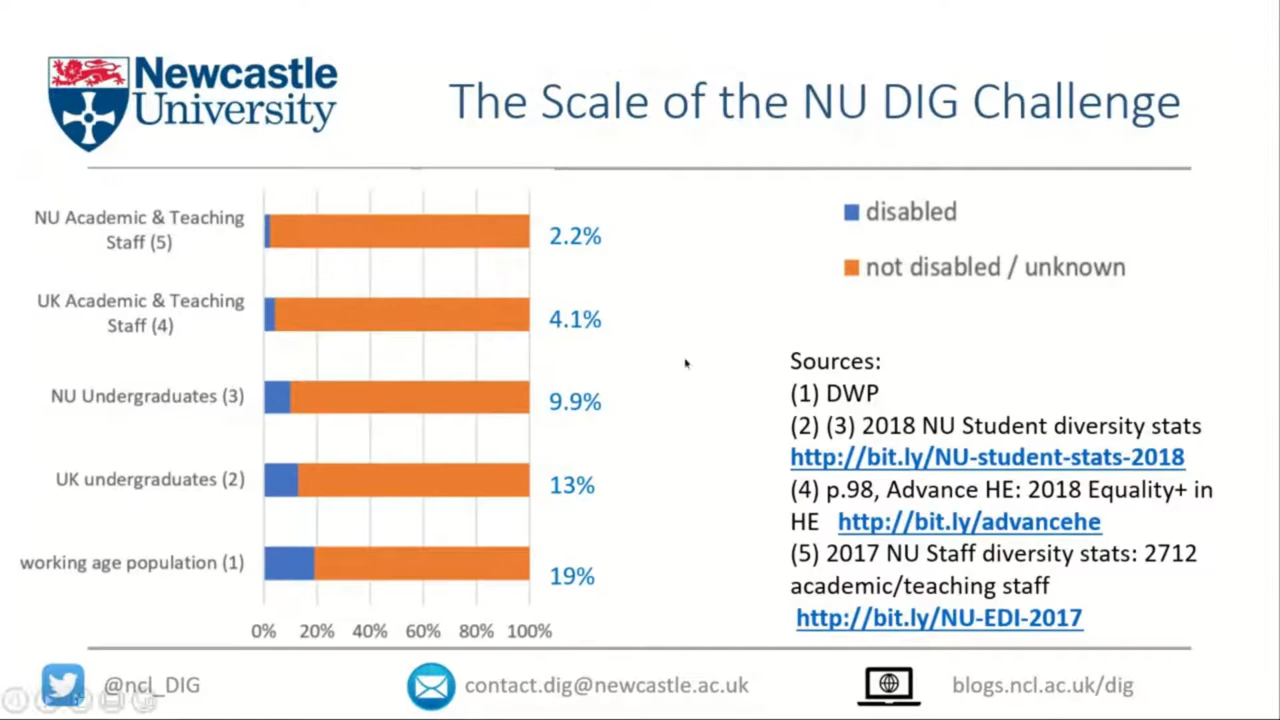 Newcastle
University
The Scale of the NU DIG Challenge
NU Academic & Teaching
Staff (5)
2.2%
UK Academic & Teaching
Staff (4)
4.1%
NU Undergraduates (3)
9.9%
UK undergraduates (2)
13%
working age population (1)
19%
0% 20% 40% 60% 80% 100%
disabled
not disabled / unknown
Sources:
(1) DWP
(2) (3) 2018 NU Student diversity stats
http://bit.ly/NU-student-stats-2018
(4) p.98, Advance HE: 2018 Equality+ in
HE http://bit.ly/advancehe
(5) 2017 NU Staff diversity stats: 2712
academic/teaching staff
http://bit.ly/NU-EDI-2017
@ncl_DIG
contact.dig@newcastle.ac.uk
blogs.ncl.ac.uk/dig